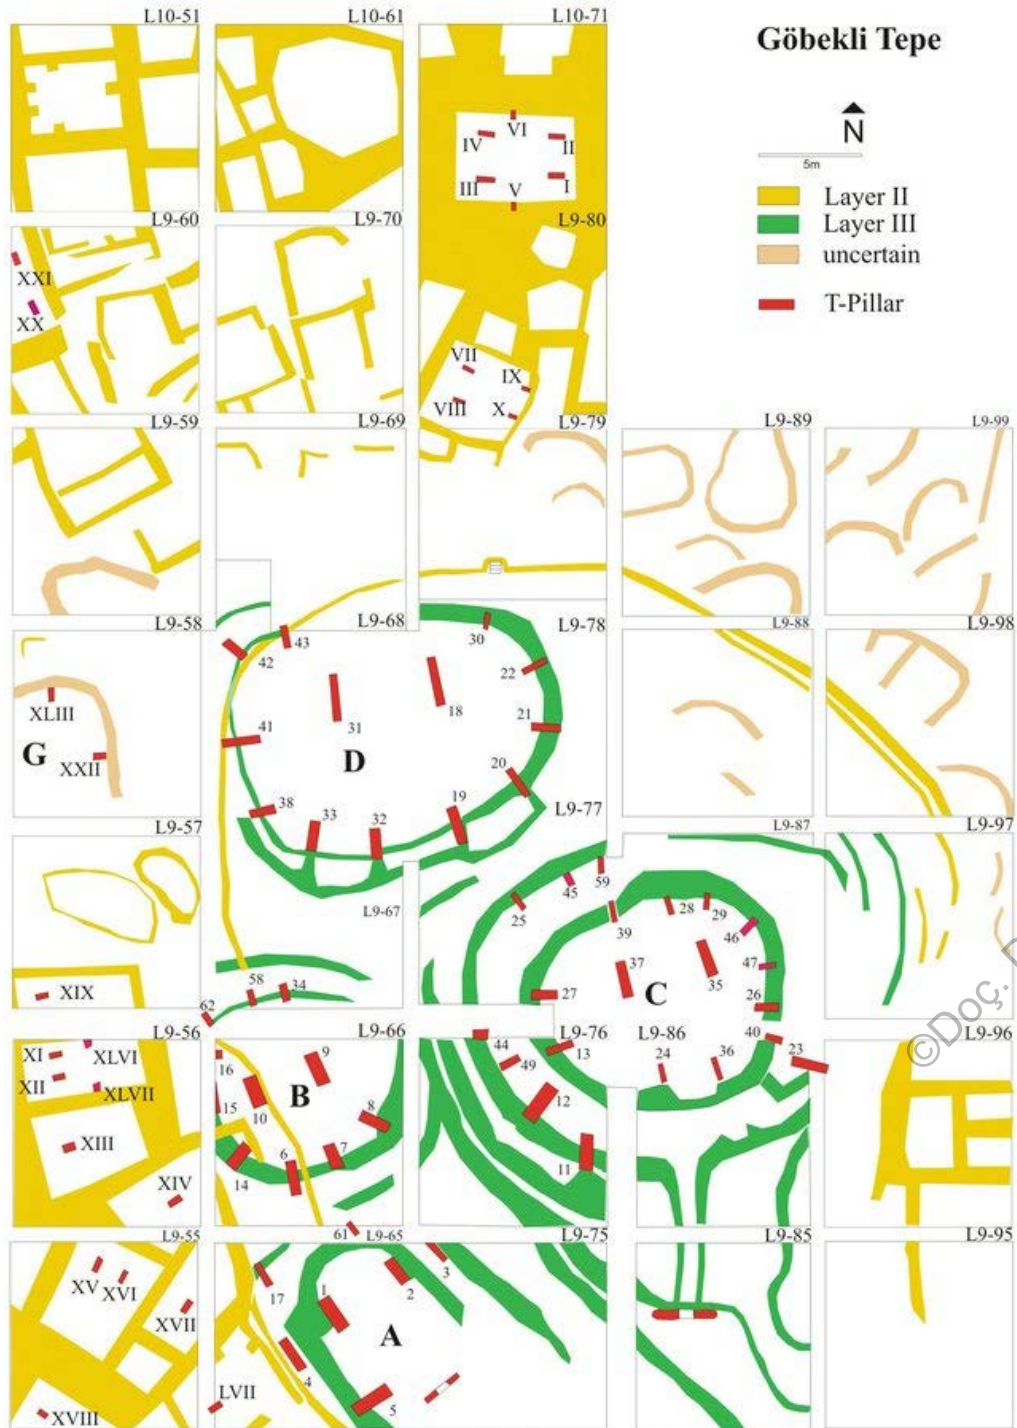 L10-51 L10-61 L10-71
Göbekli Tepe
N
5m
Layer II
Layer III
uncertain
T-Pillar
VI
IV II
III V I
L9-60 L9-70 L9-80
XXI
XX
VII
IX
VIII X
L9-59 L9-69 L9-79 L9-89 L9-99
L9-58 L9-68 L9-78 L9-88 L9-98
43
42
30
22
XLIII
18
31
21
41
G
XXII
D
20
38 33 32 19
L9-77
L9-57 L9-87 L9-97
59
45
25
L9-67
39
28 29
46
47
37
35
C
27
26
XIX
58 34
62
L9-56 L9-66 L9-76 L9-86 L9-96
40
XI XLVI
XII XLVII
16
9
44
49
13
24 36 23
15
10
B
8
12
XIII
14
6
7
11
XIV
61
L9-55 L9-65 L9-75 L9-85 L9-95
XV XVI
XVII
17
1
2
3
A
4
LVII
5
XVIII
©Doç.